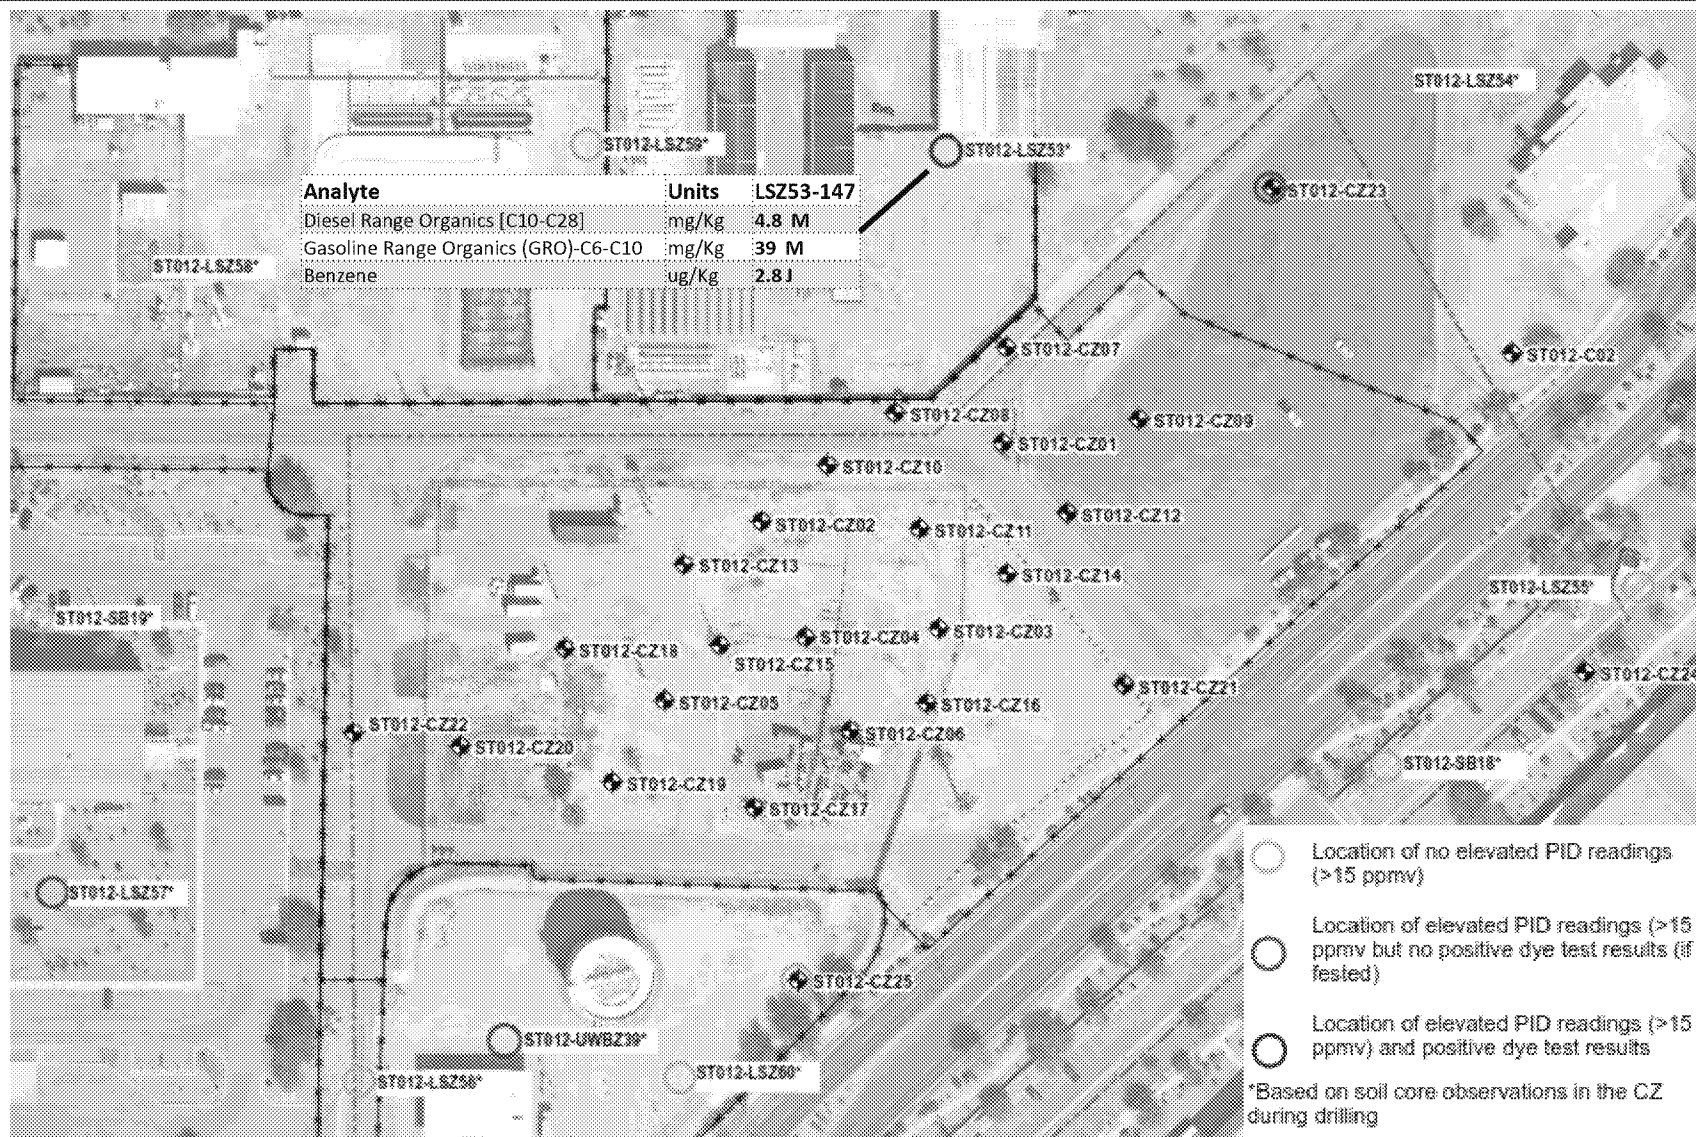 ST012-LSZ54*
ST012-LSZ59*
ST012-LSZ53*
ST012-CZ23
Analyte Units LSZ53-147
Diesel Range Organics [C10-C28] mg/Kg 4.8 M
Gasoline Range Organics (GRO)-C6-C10 mg/Kg 39 M
Benzene ug/Kg 2.8 J
ST012-LSZ58*
ST012-CZ07
ST012-C02
ST012-CZ08
ST012-CZ09
ST012-CZ01
ST012-CZ10
ST012-CZ12
ST012-CZ02
ST012-CZ11
ST012-CZ13
ST012-CZ14
ST012-LSZ55*
ST012-SB19*
ST012-CZ03
ST012-CZ04
ST012-CZ18
ST012-CZ15
ST012-CZ24
ST012-CZ21
ST012-CZ05
ST012-CZ16
ST012-CZ22
ST012-CZ06
ST012-CZ20
ST012-SB18*
ST012-CZ19
ST012-CZ17
ST012-LSZ57*
ST012-CZ25
ST012-UWBZ39*
ST012-LSZ60*
ST012-LSZ56*
Location of no elevated PID readings
(>15 ppmv)
Location of elevated PID readings (>15
ppmv but no positive dye test results (if
tested)
Location of elevated PID readings (>15
ppmv) and positive dye test results
*Based on soil core observations in the CZ
during drilling